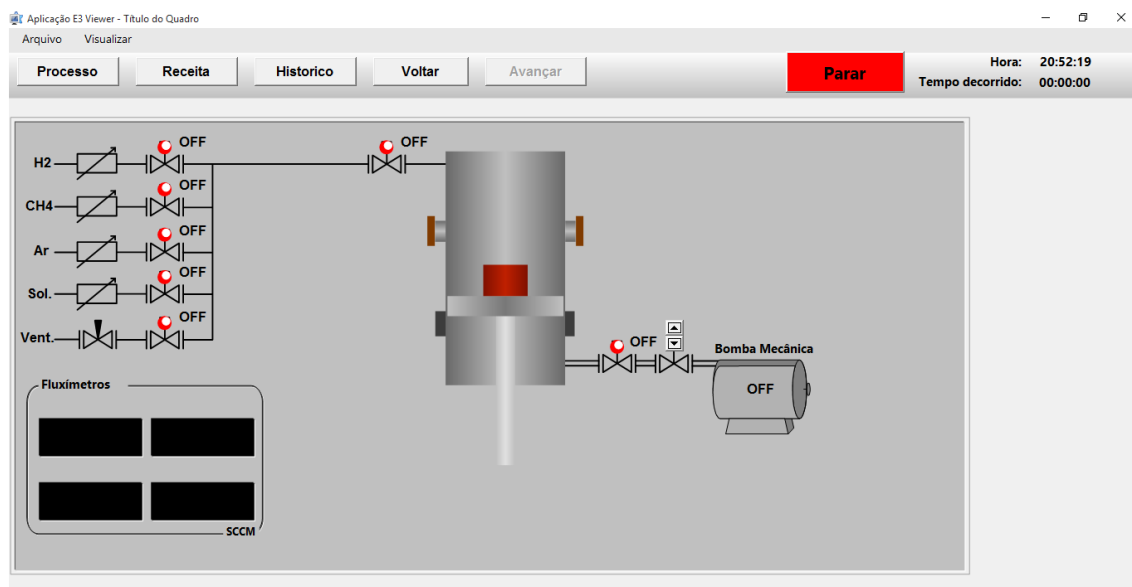 Aplicação E3 Viewer - Título do Quadro
Arquivo Visualizar
Processo Receita Historico Voltar Avançar Parar
Hora: 20:52:19
Tempo decorrido: 00:00:00
OFF OFF
H2
OFF
CH4
OFF
Ar
OFF
Sol.
OFF
Vent.
OFF
Bomba Mecânica
OFF
Fluxímetros
SCCM